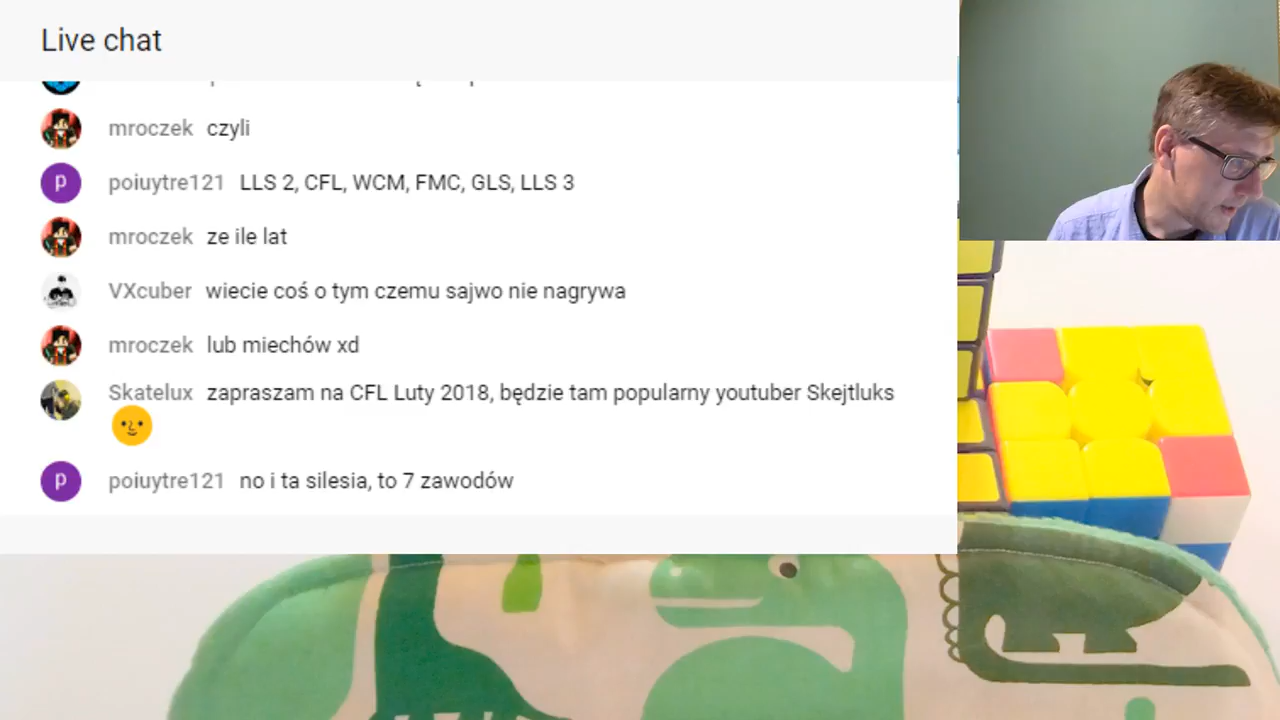 Live chat
mroczek czyli
p poiuytre121 LLS 2, CFL, WCM, FMC, GLS, LLS 3
mroczek ze ile lat
VXcuber wiecie coś o tym czemu sajwo nie nagrywa
mroczek lub miechów xd
Skatelux zapraszam na CFL Luty 2018, będzie tam popularny youtuber Skejtluks
p poiuytre121 no i ta silesia, to 7 zawodów